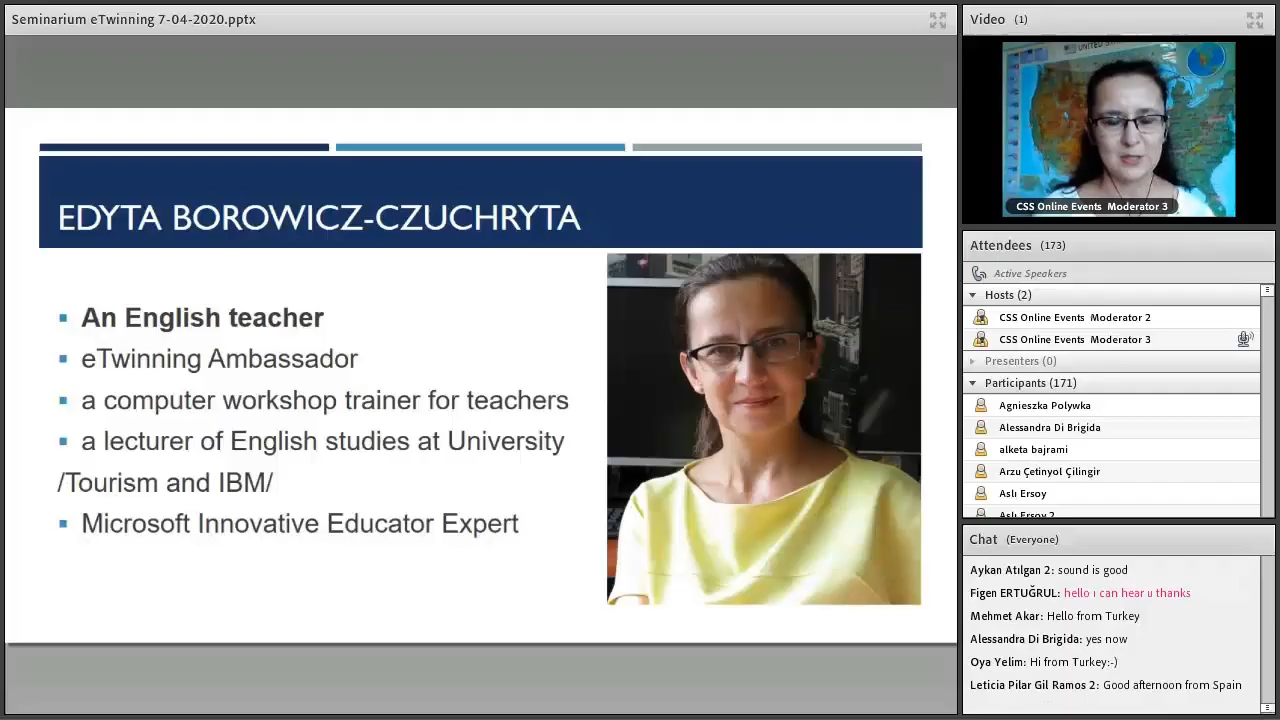 Seminarium eTwinning 7-04-2020.pptx
EDYTA BOROWICZ-CZUCHRYTA
An English teacher
eTwinning Ambassador
a computer workshop trainer for teachers
a lecturer of English studies at University
/Tourism and IBM/
Microsoft Innovative Educator Expert
Video (1)
UNITED
CSS Online Events Moderator 3
Attendees (173)
Active Speakers
Hosts (2)
CSS Online Events Moderator 2
CSS Online Events Moderator 3
Presenters (0)
Participants (171)
Agnieszka Polywka
Alessandra Di Brigida
alketa bajrami
Arzu Çetinyol Çilingir
Aslı Ersoy
Aslı Ersoy 2
Chat (Everyone)
Aykan Atılgan 2: sound is good
Figen ERTUĞRUL: hello ı can hear u thanks
Mehmet Akar: Hello from Turkey
Alessandra Di Brigida: yes now
Oya Yelim: Hi from Turkey:-)
Leticia Pilar Gil Ramos 2: Good afternoon from Spain